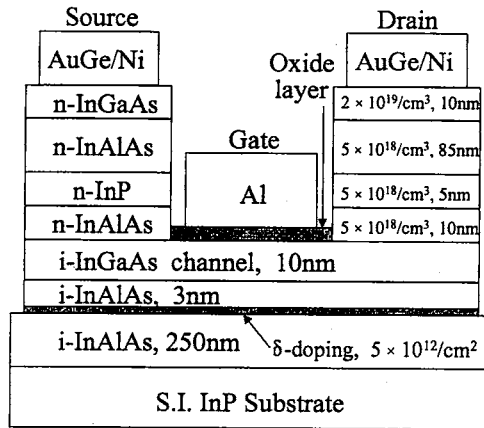 Source
Drain
AuGe/Ni
Oxide
layer
AuGe/Ni
n-InGaAs
2 × 10¹⁹/cm³, 10nm
n-InAlAs
Gate
5 × 10¹⁸/cm³, 85nm
n-InP
Al
5 × 10¹⁸/cm³, 5nm
n-InAlAs
5 × 10¹⁸/cm³, 10nm
i-InGaAs channel, 10nm
i-InAlAs, 3nm
i-InAlAs, 250nm
δ-doping, 5 × 10¹²/cm²
S.I. InP Substrate